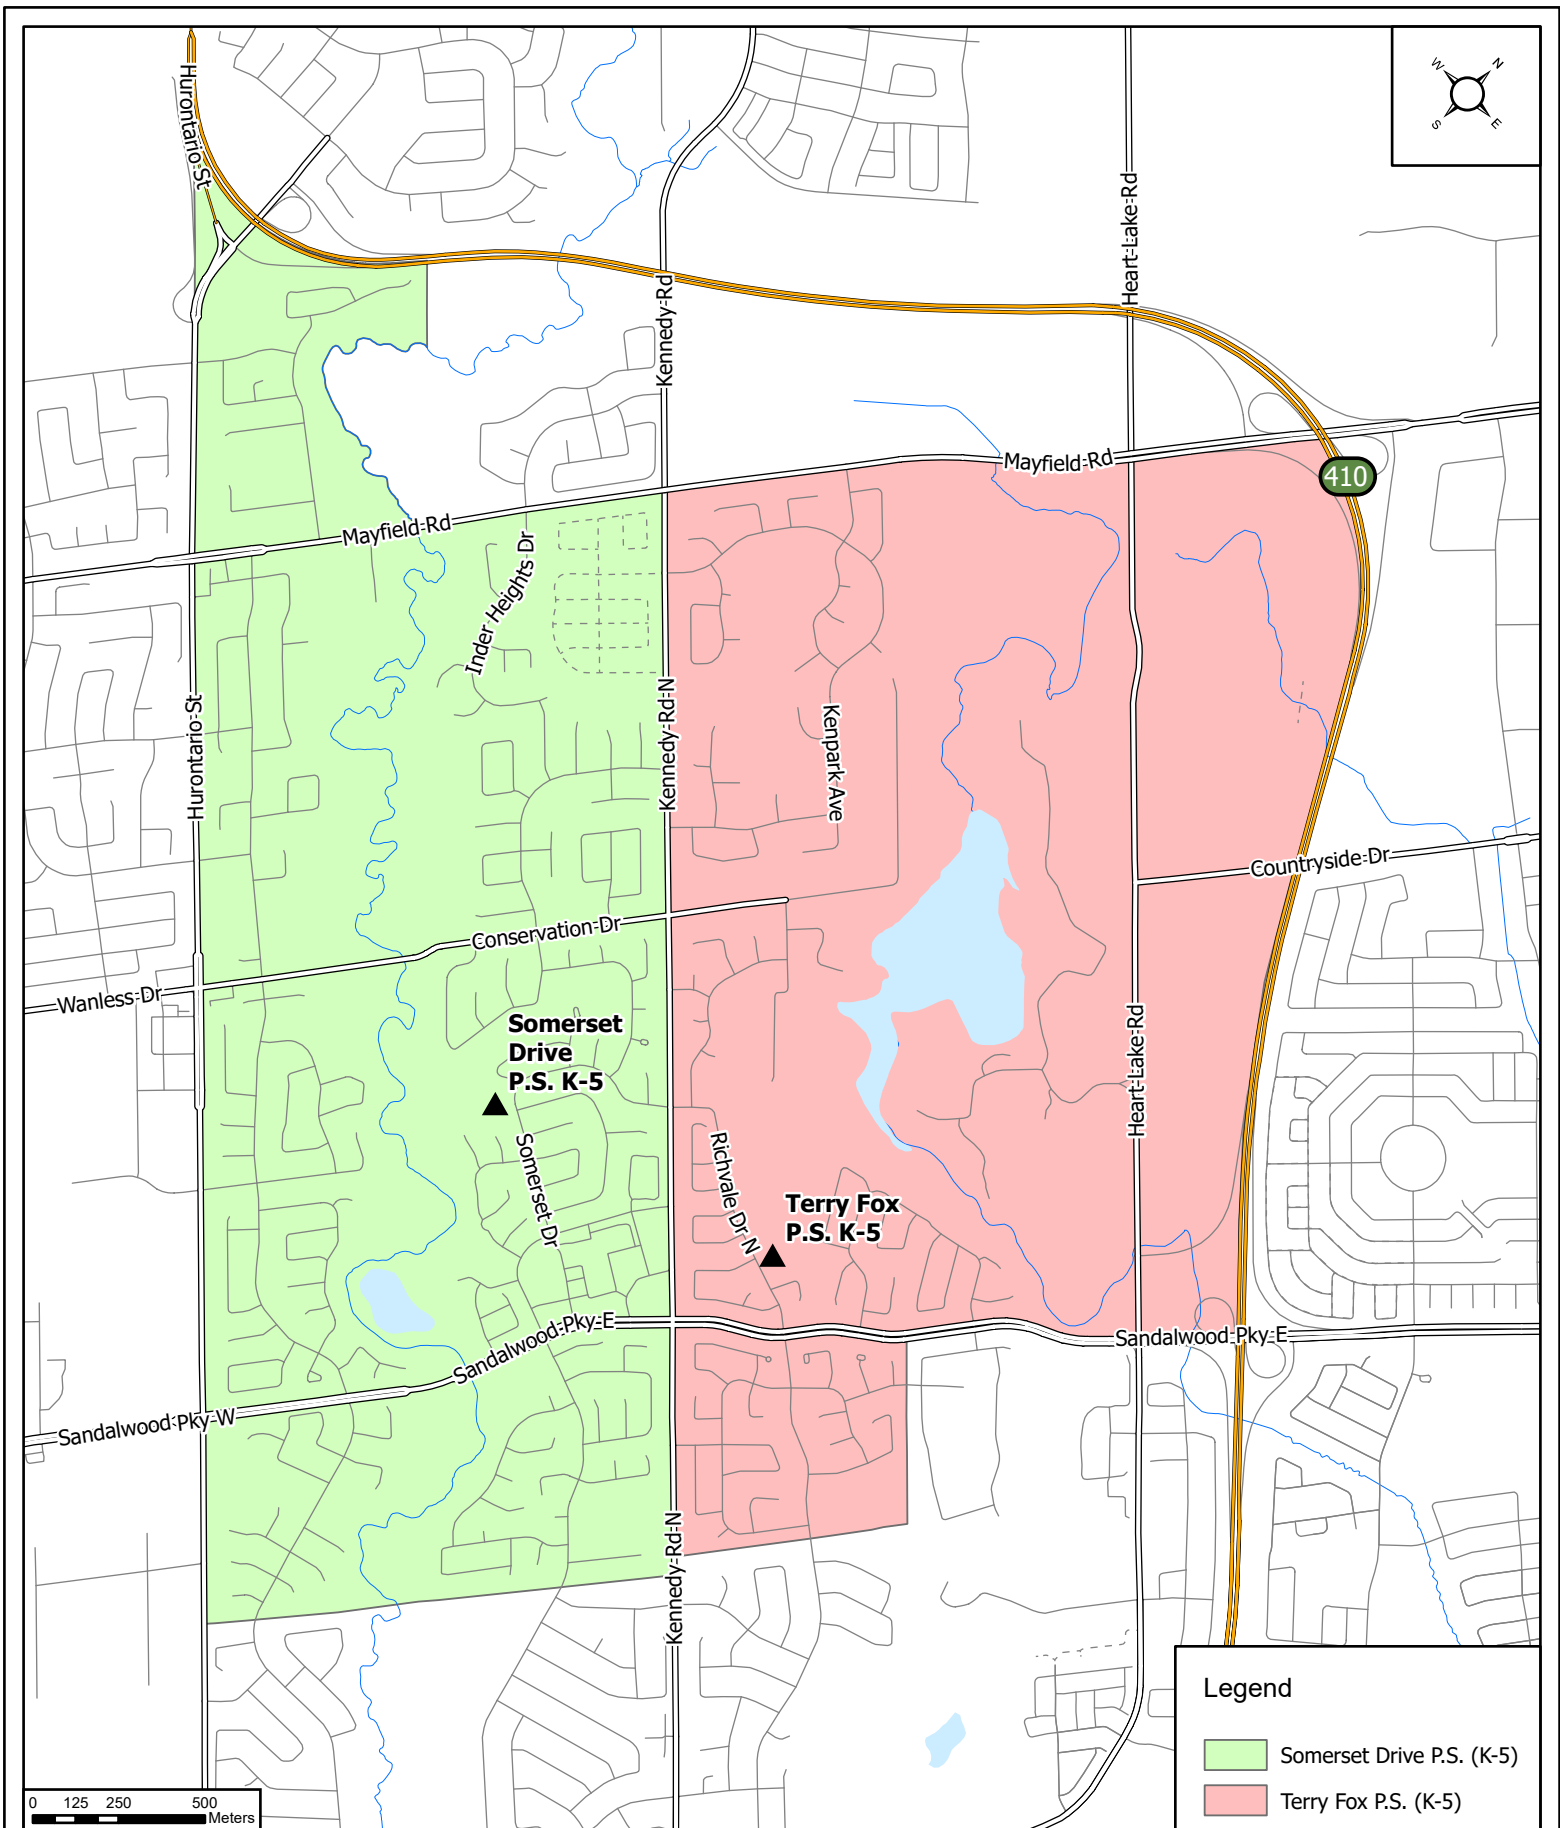 W
N
S
E
Hurontario St
Heart Lake Rd
Kennedy Rd
Mayfield Rd
410
Mayfield Rd
Inder Heights Dr
Kennedy Rd N
Hurontario St
Kenpark Ave
Countryside Dr
Conservation Dr
Wanless Dr
Somerset
Drive
P.S. K-5
Heart Lake Rd
Somerset Dr
Richvale Dr N
Terry Fox
P.S. K-5
Sandalwood Pky E
Sandalwood Pky E
Sandalwood Pky W
Kennedy Rd N
Legend
Somerset Drive P.S. (K-5)
Terry Fox P.S. (K-5)
0 125 250 500
Meters